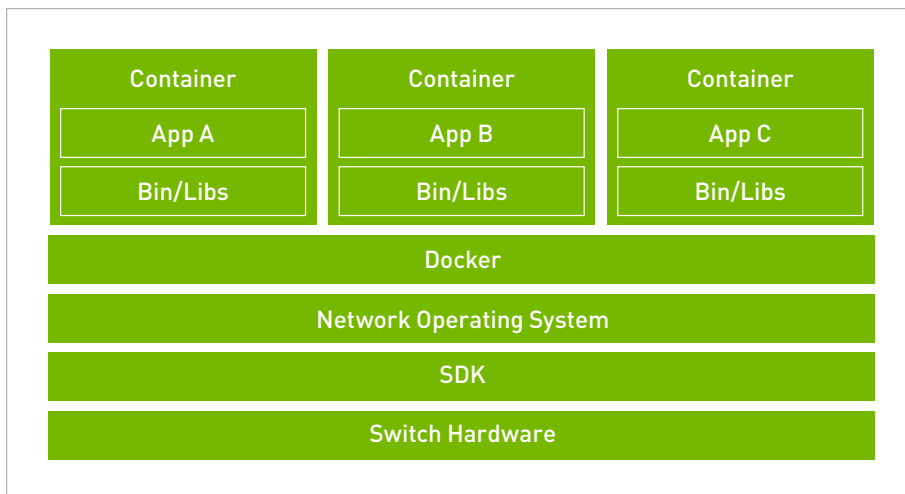 Container
App A
Bin/Libs
Container
App B
Bin/Libs
Container
App C
Bin/Libs
Docker
Network Operating System
SDK
Switch Hardware